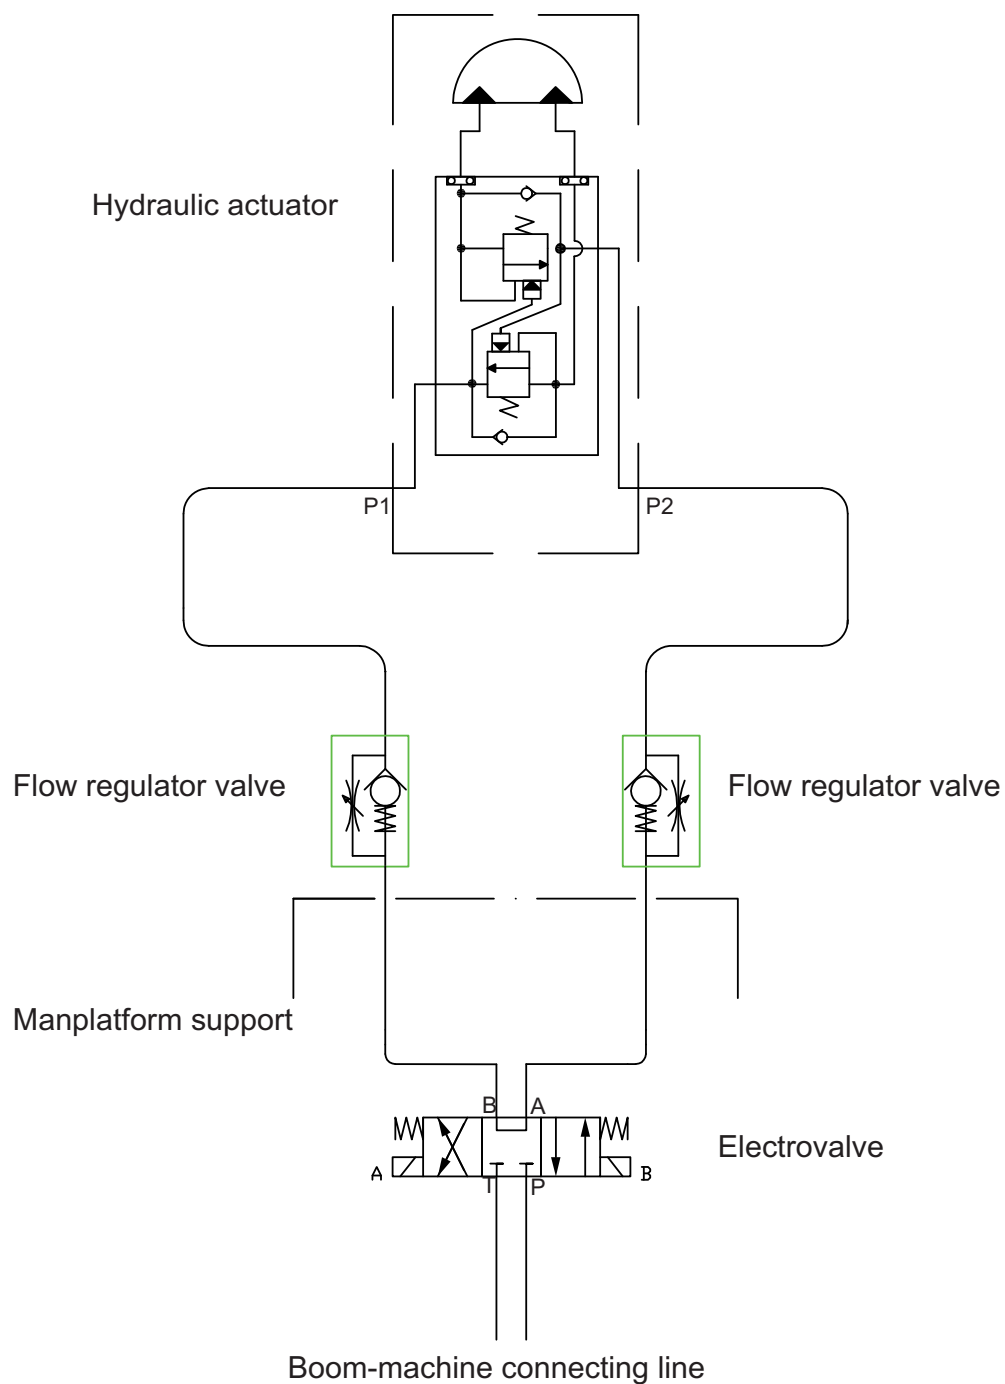 Hydraulic actuator
P1 P2
Flow regulator valve Flow regulator valve
Manplatform support
B A
Electrovalve
A B
T P
Boom-machine connecting line